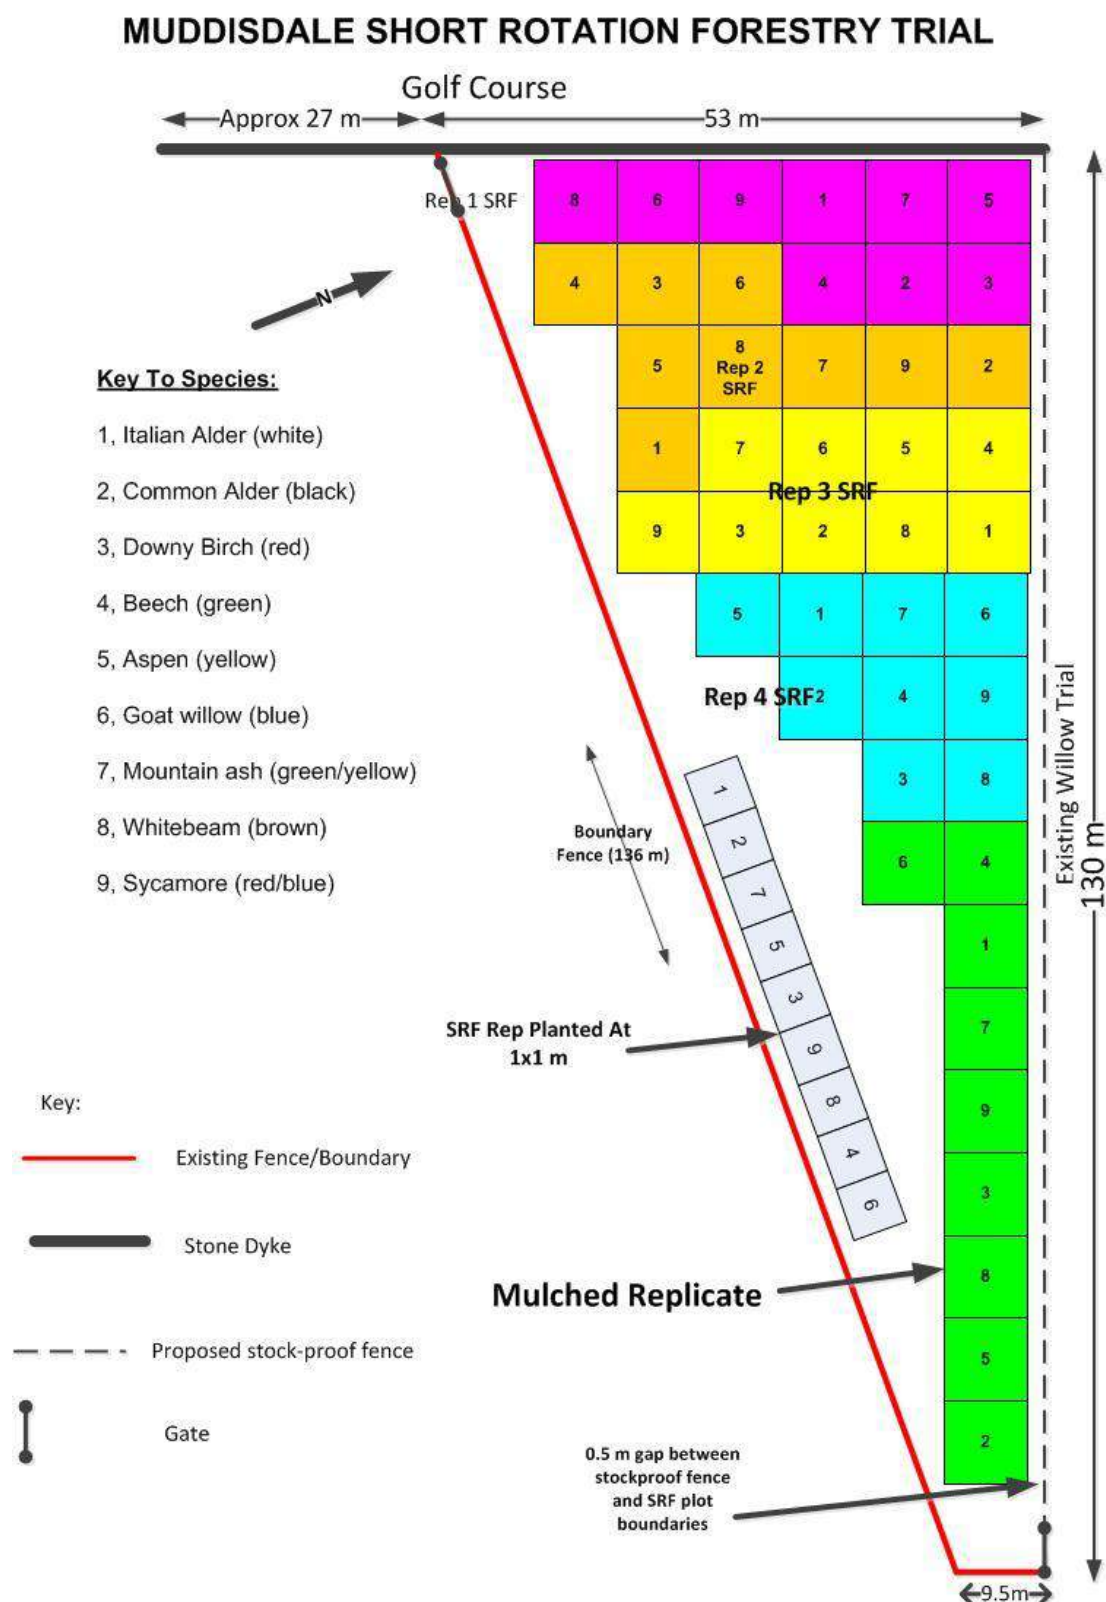 MUDDISDALE SHORT ROTATION FORESTRY TRIAL
Golf Course
Approx 27 m
53 m
Rep 1 SRF
8 6 9 1 7 5
4 3 6 4 2 3
N
5 8 7 9 2
Rep 2
SRF
Key To Species:
1, Italian Alder (white)
2, Common Alder (black)
3, Downy Birch (red)
4, Beech (green)
5, Aspen (yellow)
6, Goat willow (blue)
7, Mountain ash (green/yellow)
8, Whitebeam (brown)
9, Sycamore (red/blue)
1 7 6 5 4
Rep 3 SRF
9 3 2 8 1
5 1 7 6
Rep 4 SRF
2 4 9
3 8
6 4
1
7
9
3
8
5
2
Existing Willow Trial
130 m
Boundary
Fence (136 m)
1
2
7
5
3
9
8
4
6
SRF Rep Planted At
1x1 m
Mulched Replicate
Key:
Existing Fence/Boundary
Stone Dyke
Proposed stock-proof fence
Gate
0.5 m gap between
stockproof fence
and SRF plot
boundaries
9.5m